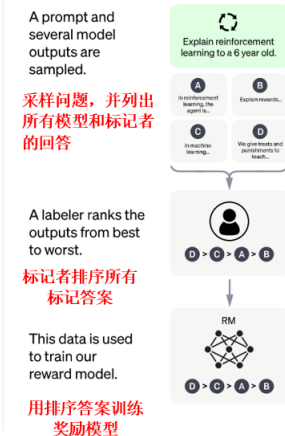 A prompt and
several model
outputs are
sampled.
采样问题，并列出
所有模型和标记者
的回答
Explain reinforcement
learning to a 6 year old.
A
In reinforcement
learning, the
agent is...
B
Explain rewards...
C
In machine
learning...
D
We give treats and
punishments to
teach...
A labeler ranks the
outputs from best
to worst.
标记者排序所有
标记答案
D > C > A > B
This data is used
to train our
reward model.
用排序答案训练
奖励模型
RM
D > C > A > B